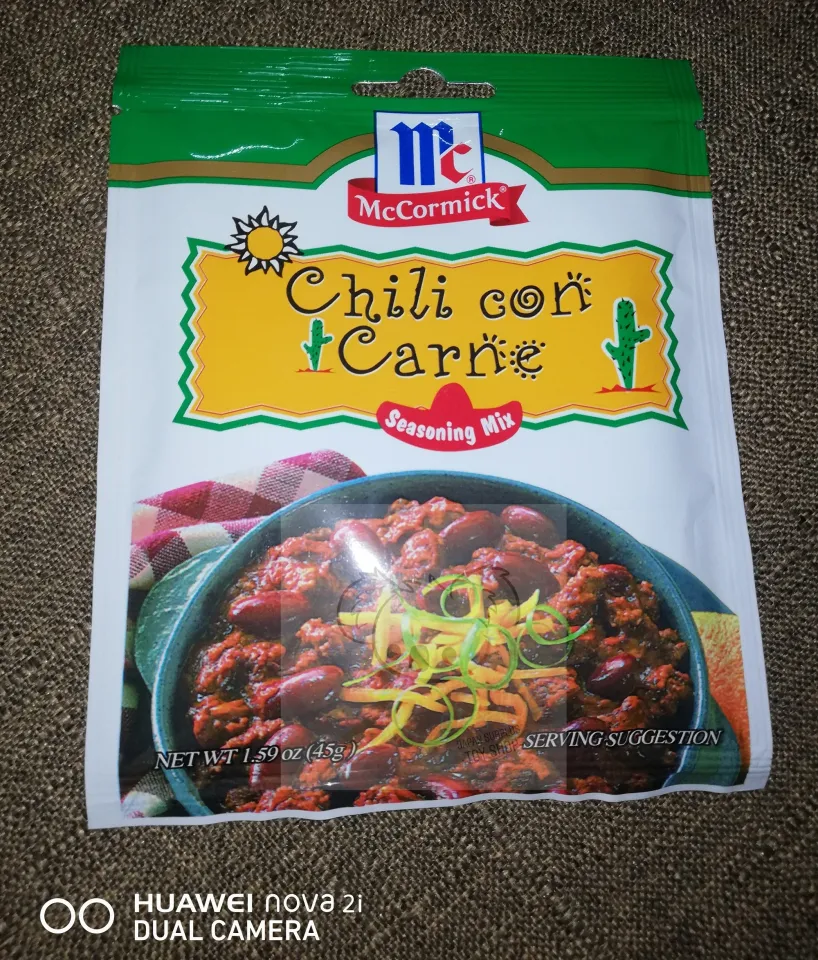 Mc®
McCormick®
Chili con
Carne
Seasoning Mix
NET WT 1.59 oz (45g)
SERVING SUGGESTION
HUAWEI nova 2i
DUAL CAMERA